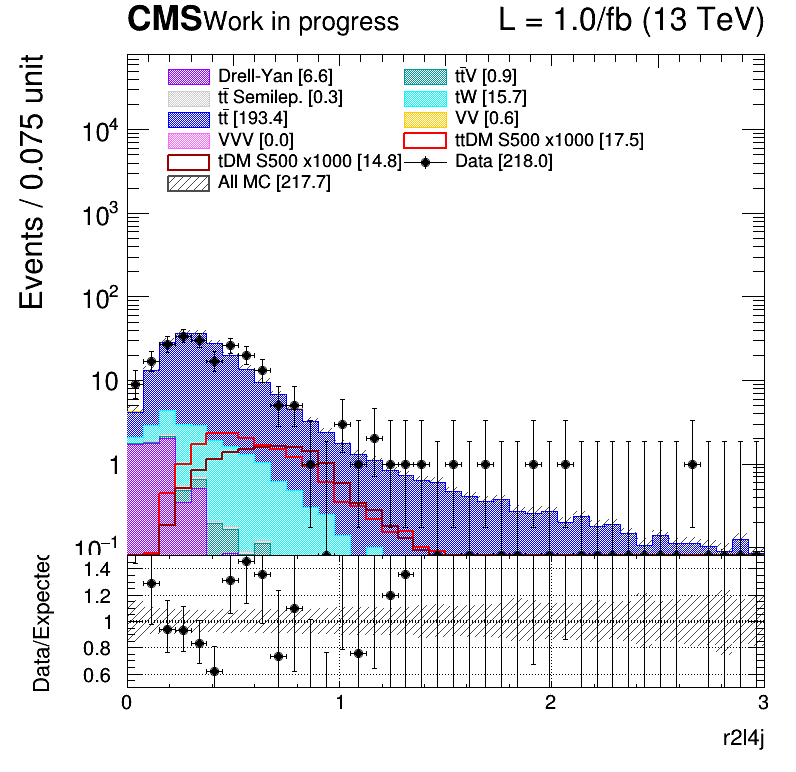 CMS Work in progress L = 1.0/fb (13 TeV)
Drell-Yan [6.6] tt̄V [0.9]
tt̄ Semilep. [0.3] tW [15.7]
tt̄ [193.4] VV [0.6]
VVV [0.0] ttDM S500 x1000 [17.5]
tDM S500 x1000 [14.8] Data [218.0]
All MC [217.7]
Events / 0.075 unit
10⁴
10³
10²
10
1
10⁻¹
Data/Expected
1.4
1.2
1
0.8
0.6
0 1 2 3
r2l4j